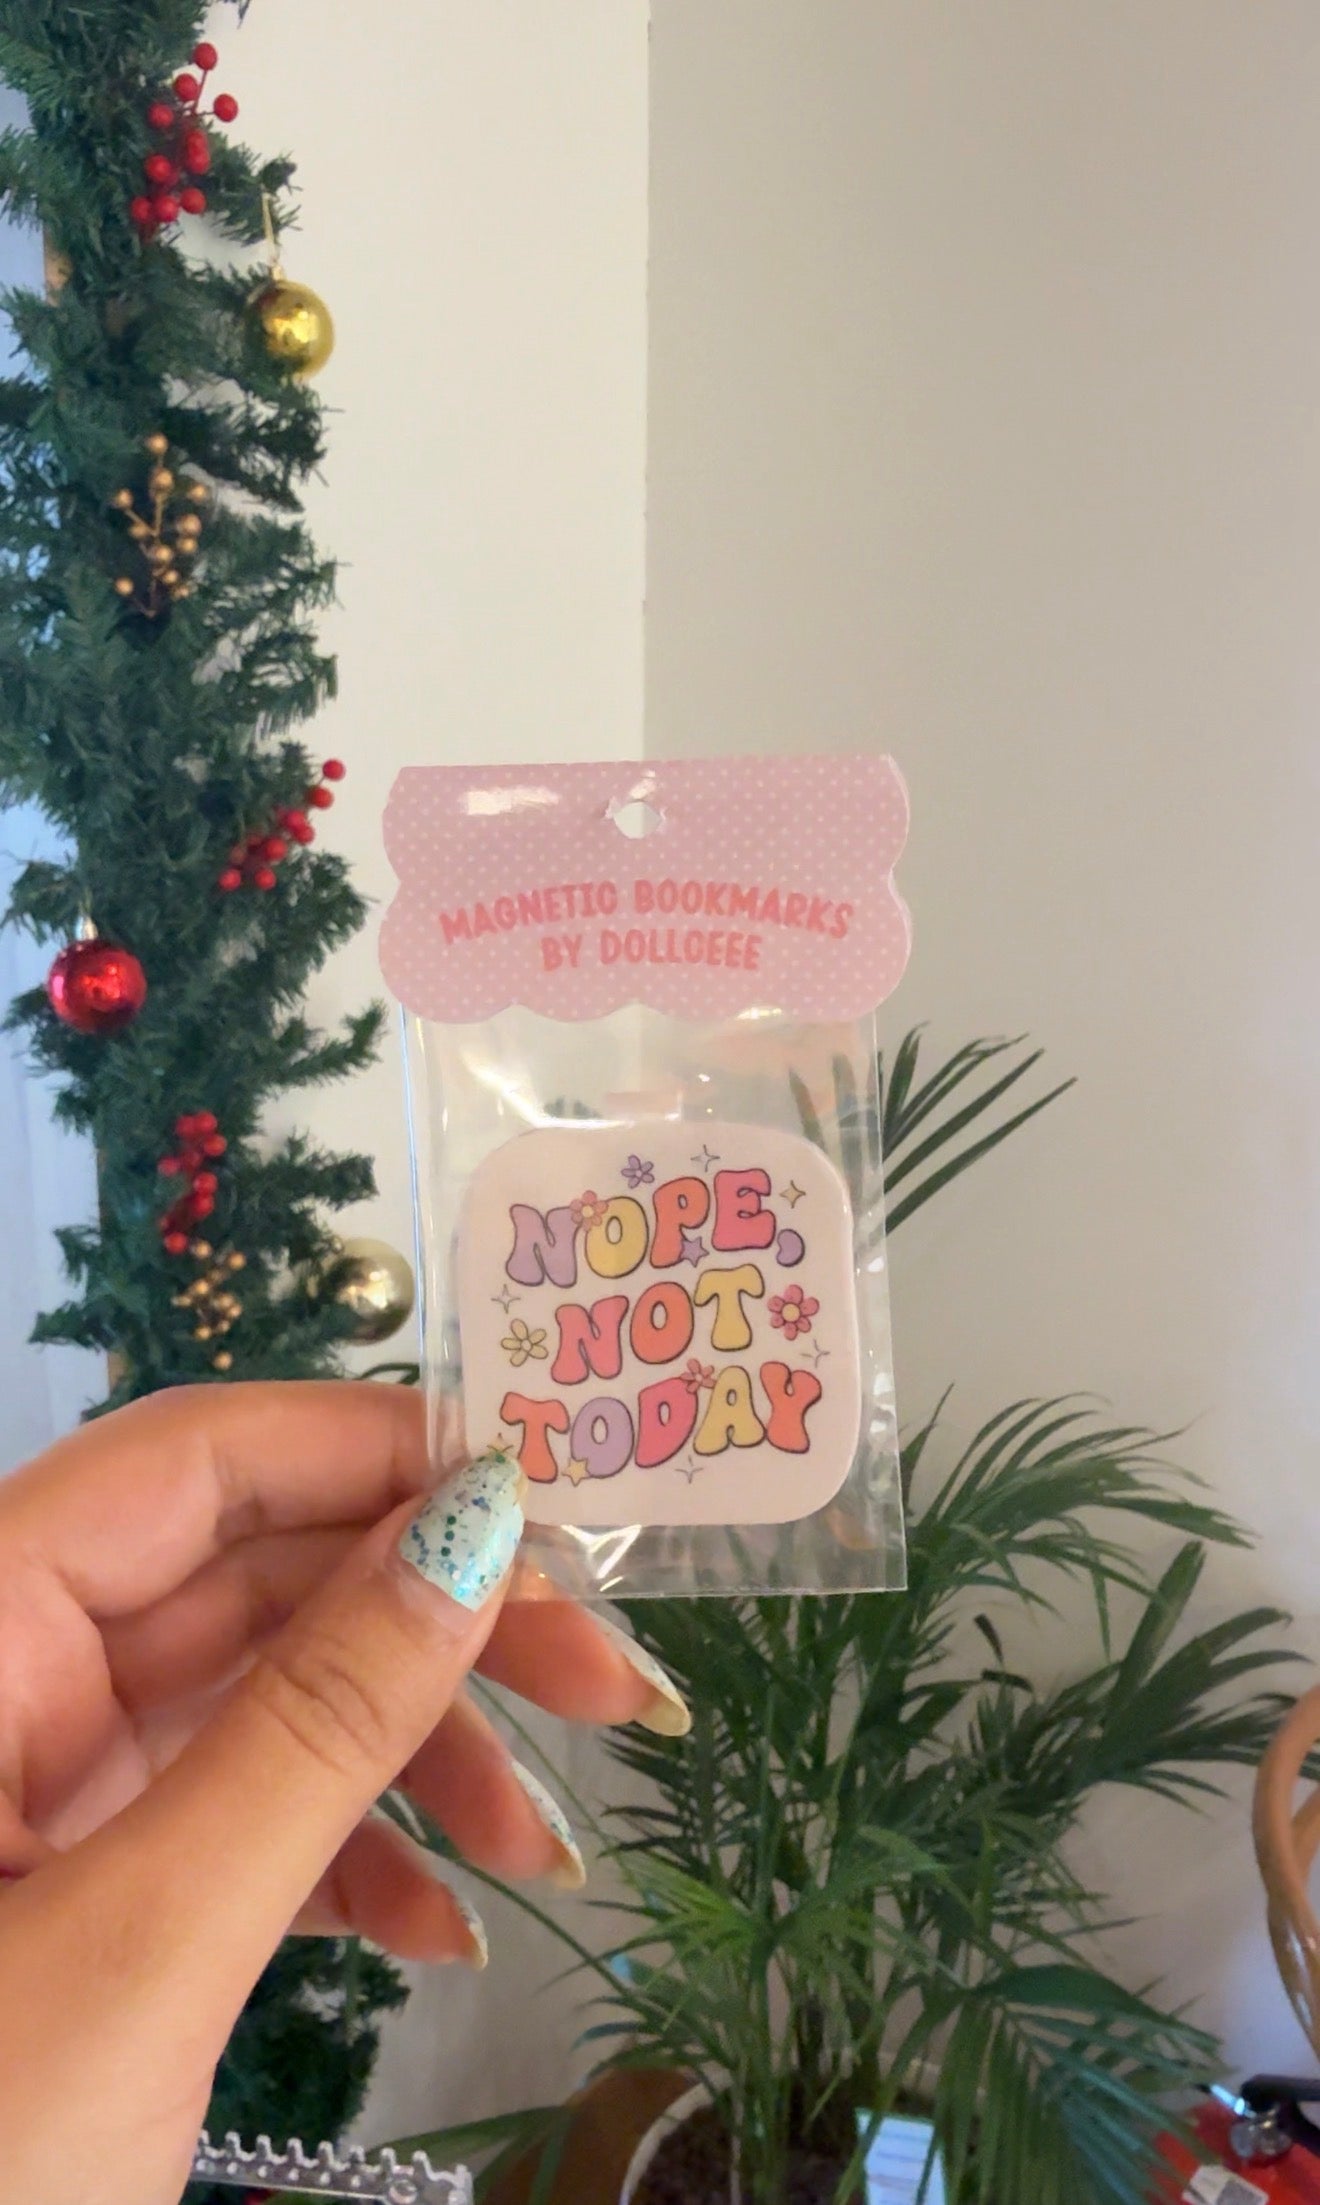 MAGNETIC BOOKMARKS
BY DOLLCEEE
NOPE,
NOT
TODAY